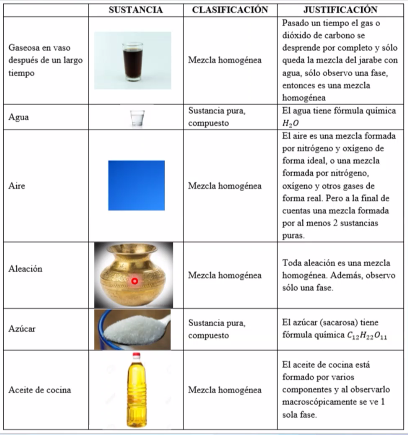 SUSTANCIA CLASIFICACIÓN JUSTIFICACIÓN
Gaseosa en vaso
después de un largo
tiempo
Mezcla homogénea
Pasado un tiempo el gas o
dióxido de carbono se
desprende por completo y sólo
queda la mezcla del jarabe con
agua, sólo observo una fase,
entonces es una mezcla
homogénea
Agua
Sustancia pura,
compuesto
El agua tiene fórmula química
H₂O
Aire
Mezcla homogénea
El aire es una mezcla formada
por nitrógeno y oxigeno de
forma ideal, o una mezcla
formada por nitrógeno,
oxigeno y otros gases de
forma real. Pero a la final de
cuentas una mezcla formada
por al menos 2 sustancias
puras.
Aleación
Mezcla homogénea
Toda aleación es una mezcla
homogénea. Además, observo
sólo una fase.
Azúcar
Sustancia pura,
compuesto
El azúcar (sacarosa) tiene
fórmula química C₁₂H₂₂O₁₁
Aceite de cocina
Mezcla homogénea
El aceite de cocina está
formado por varios
componentes y al observarlo
macroscópicamente se ve 1
sola fase.